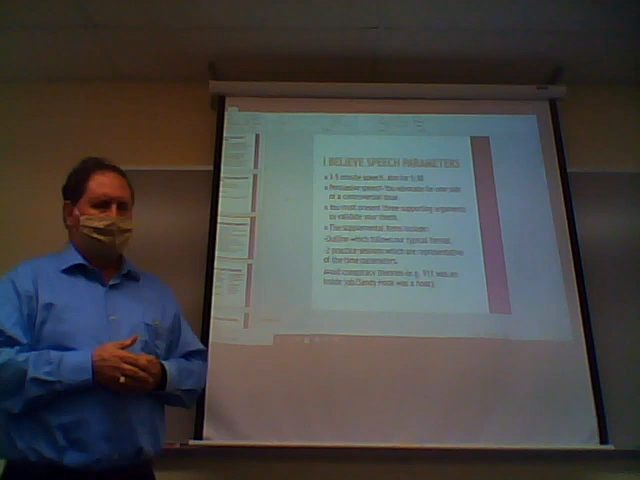 I BELIEVE SPEECH PARAMETERS
3-5 minute speech, aim for 5:00
Persuasive speech: You advocate for one side
of a controversial issue.
You must present three supporting arguments
to validate your thesis.
The supplemental items include:
-Outline which follows our typical format.
-2 practice sessions which are representative
of the time parameters.
Avoid conspiracy theories (e.g. 911 was an
inside job/Sandy Hook was a hoax).